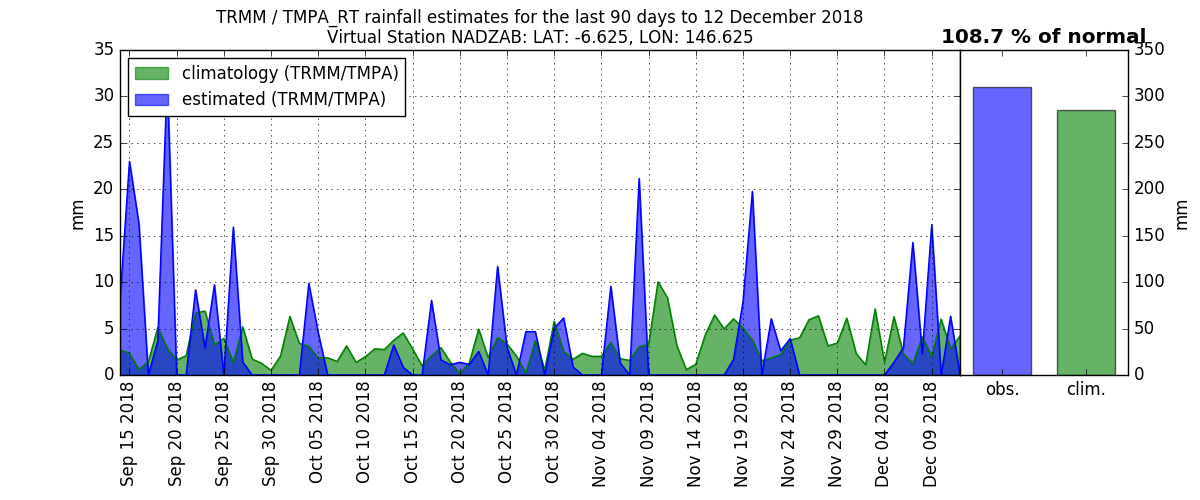 TRMM / TMPA_RT rainfall estimates for the last 90 days to 12 December 2018
Virtual Station NADZAB: LAT: -6.625, LON: 146.625
108.7 % of normal
climatology (TRMM/TMPA)
estimated (TRMM/TMPA)
mm
35
30
25
20
15
10
5
0
Sep 15 2018
Sep 20 2018
Sep 25 2018
Sep 30 2018
Oct 05 2018
Oct 10 2018
Oct 15 2018
Oct 20 2018
Oct 25 2018
Oct 30 2018
Nov 04 2018
Nov 09 2018
Nov 14 2018
Nov 19 2018
Nov 24 2018
Nov 29 2018
Dec 04 2018
Dec 09 2018
obs.
clim.
350
300
250
200
150
100
50
0
mm